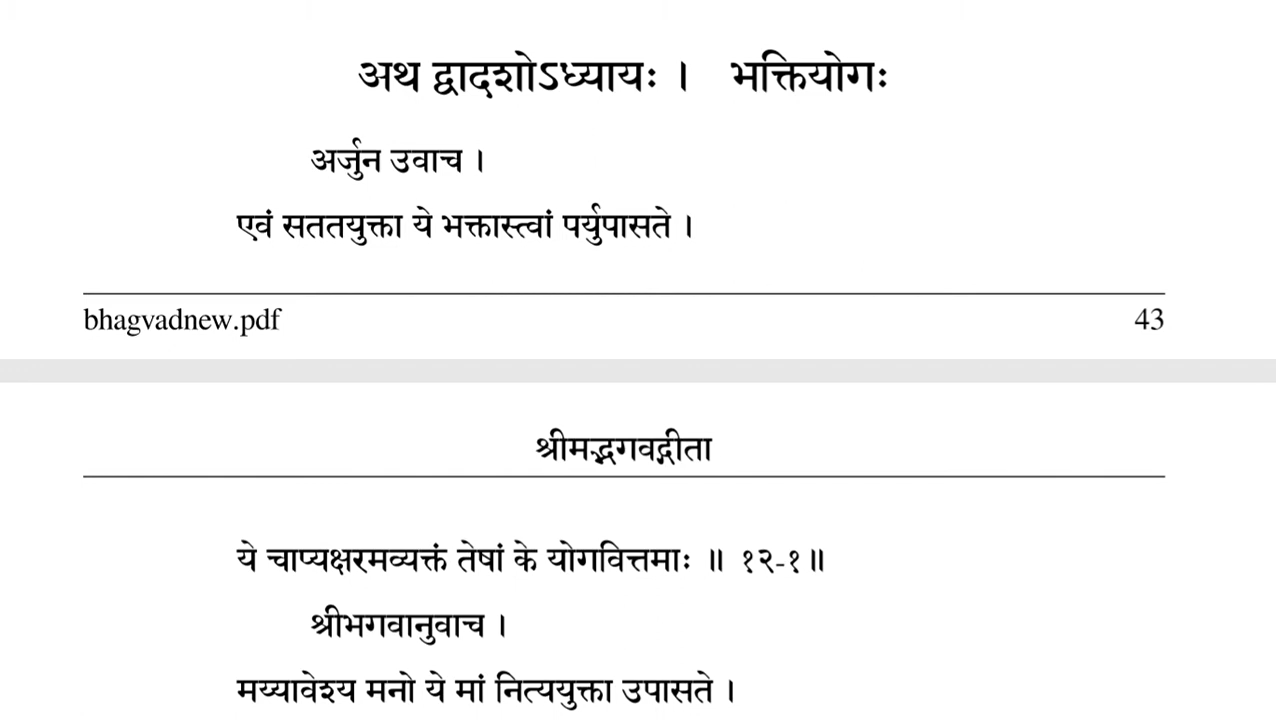 अथ द्वादशोऽध्यायः । भक्तियोगः
अर्जुन उवाच ।
एवं सततयुक्ता ये भक्तास्त्वां पर्युपासते ।
bhagvadnew.pdf 43
श्रीमद्भगवद्गीता
ये चाप्यक्षरमव्यक्तं तेषां के योगवित्तमाः ॥ १२-१॥
श्रीभगवानुवाच ।
मय्यावेश्य मनो ये मां नित्ययुक्ता उपासते ।